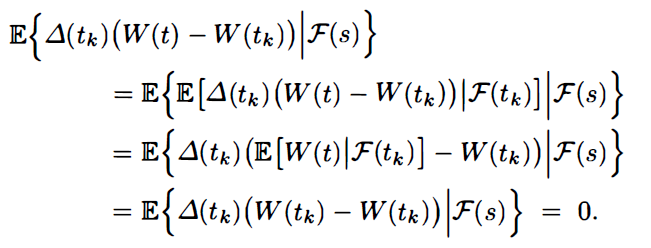 𝔼{Δ(t_k)(W(t) − W(t_k))|ℱ(s)}
= 𝔼{𝔼[Δ(t_k)(W(t) − W(t_k))|ℱ(t_k)]|ℱ(s)}
= 𝔼{Δ(t_k)(𝔼[W(t)|ℱ(t_k)] − W(t_k))|ℱ(s)}
= 𝔼{Δ(t_k)(W(t_k) − W(t_k))|ℱ(s)} = 0.